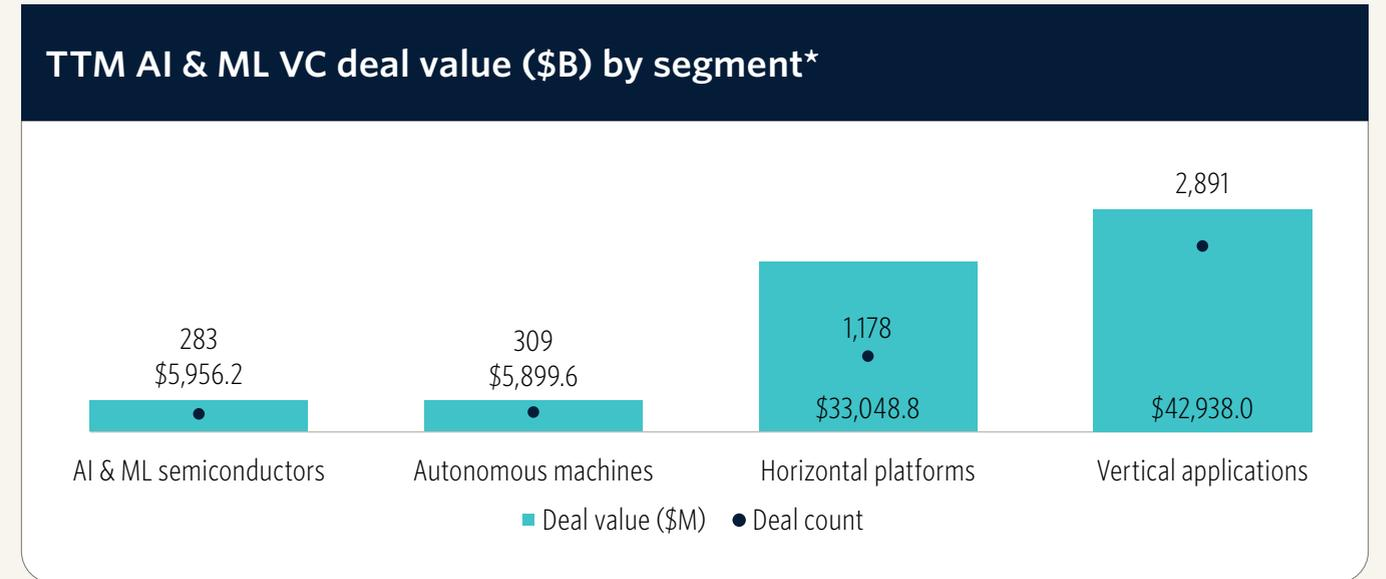 TTM AI & ML VC deal value ($B) by segment*
2,891
1,178
283
309
$5,956.2
$5,899.6
$33,048.8
$42,938.0
AI & ML semiconductors
Autonomous machines
Horizontal platforms
Vertical applications
Deal value ($M)
Deal count